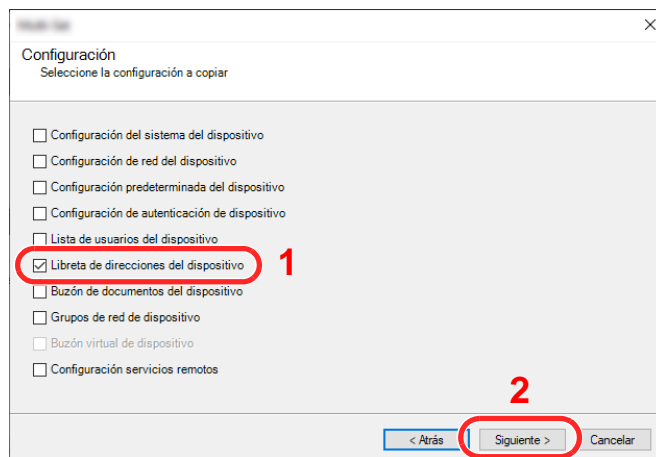 Configuración
Seleccione la configuración a copiar
Configuración del sistema del dispositivo
Configuración de red del dispositivo
Configuración predeterminada del dispositivo
Configuración de autenticación de dispositivo
Lista de usuarios del dispositivo
Libreta de direcciones del dispositivo 1
Buzón de documentos del dispositivo
Grupos de red de dispositivo
Buzón virtual de dispositivo
Configuración servicios remotos
2
< Atrás Siguiente > Cancelar